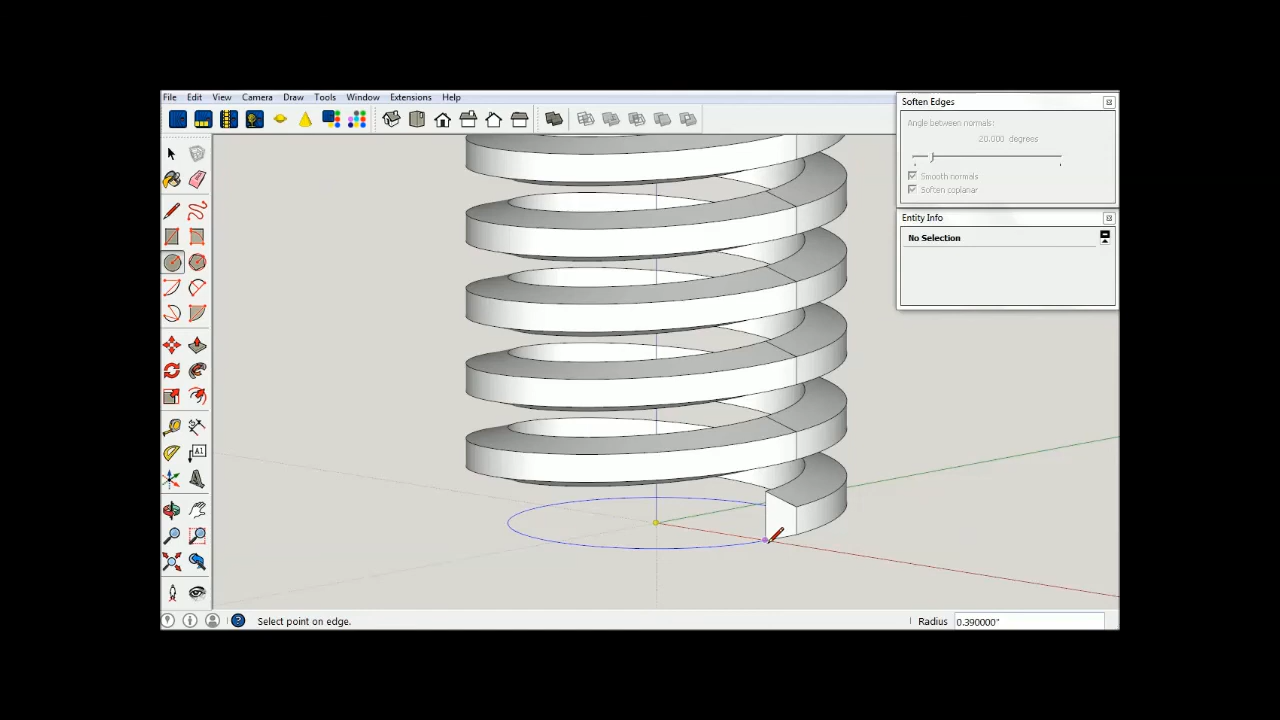 File Edit View Camera Draw Tools Window Extensions Help
Soften Edges
Angle between normals:
20.000 degrees
Smooth normals
Soften coplanar
Entity Info
No Selection
A1
Select point on edge.
Radius 0.390000"